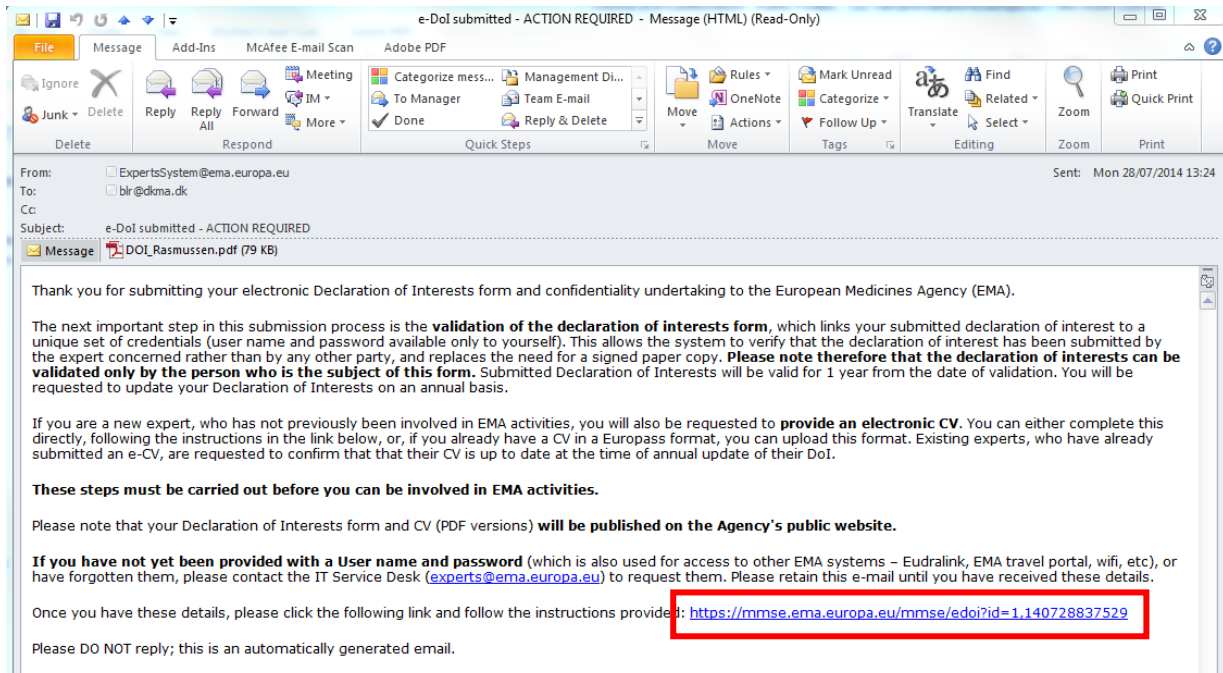 e-DoI submitted - ACTION REQUIRED - Message (HTML) (Read-Only)
File Message Add-Ins McAfee E-mail Scan Adobe PDF
Ignore
Junk
Delete
Delete
Reply
Reply All
Forward
Meeting
IM
More
Respond
Categorize mess...
To Manager
Done
Management Di...
Team E-mail
Reply & Delete
Quick Steps
Move
Rules
OneNote
Actions
Move
Mark Unread
Categorize
Follow Up
Tags
Translate
Find
Related
Select
Editing
Zoom
Zoom
Print
Quick Print
Print
From: ExpertsSystem@ema.europa.eu Sent: Mon 28/07/2014 13:24
To: blr@dkma.dk
Cc:
Subject: e-DoI submitted - ACTION REQUIRED
Message DOI_Rasmussen.pdf (79 KB)
Thank you for submitting your electronic Declaration of Interests form and confidentiality undertaking to the European Medicines Agency (EMA).
The next important step in this submission process is the validation of the declaration of interests form, which links your submitted declaration of interest to a
unique set of credentials (user name and password available only to yourself). This allows the system to verify that the declaration of interest has been submitted by
the expert concerned rather than by any other party, and replaces the need for a signed paper copy. Please note therefore that the declaration of interests can be
validated only by the person who is the subject of this form. Submitted Declaration of Interests will be valid for 1 year from the date of validation. You will be
requested to update your Declaration of Interests on an annual basis.
If you are a new expert, who has not previously been involved in EMA activities, you will also be requested to provide an electronic CV. You can either complete this
directly, following the instructions in the link below, or, if you already have a CV in a Europass format, you can upload this format. Existing experts, who have already
submitted an e-CV, are requested to confirm that that their CV is up to date at the time of annual update of their DoI.
These steps must be carried out before you can be involved in EMA activities.
Please note that your Declaration of Interests form and CV (PDF versions) will be published on the Agency's public website.
If you have not yet been provided with a User name and password (which is also used for access to other EMA systems – Eudralink, EMA travel portal, wifi, etc), or
have forgotten them, please contact the IT Service Desk (experts@ema.europa.eu) to request them. Please retain this e-mail until you have received these details.
Once you have these details, please click the following link and follow the instructions provided: https://mmse.ema.europa.eu/mmse/edoi?id=1,140728837529
Please DO NOT reply; this is an automatically generated email.